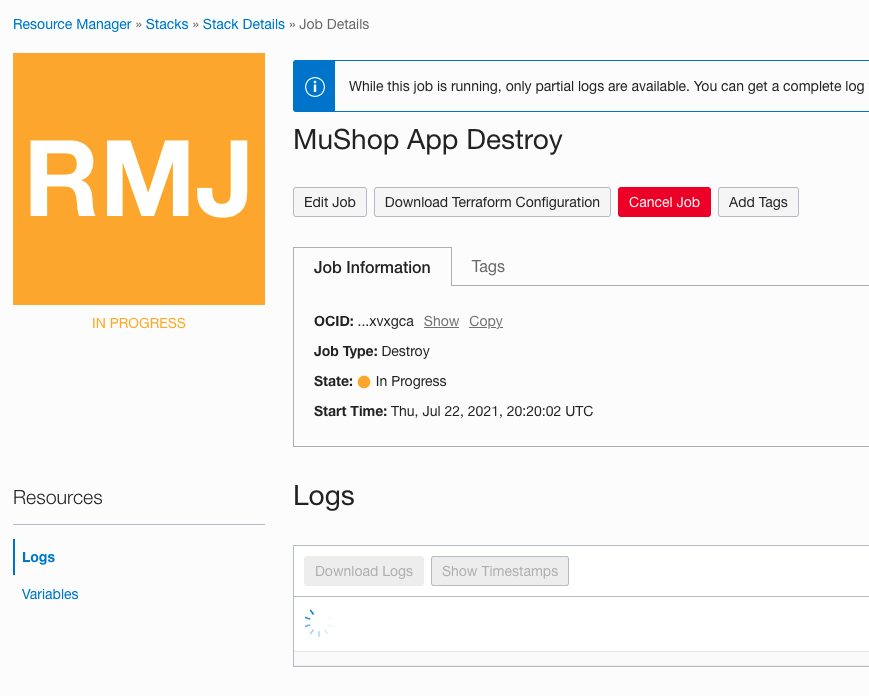 Resource Manager » Stacks » Stack Details » Job Details
RMJ
IN PROGRESS
While this job is running, only partial logs are available. You can get a complete log
MuShop App Destroy
Edit Job Download Terraform Configuration Cancel Job Add Tags
Job Information Tags
OCID: ...xvxgca Show Copy
Job Type: Destroy
State: In Progress
Start Time: Thu, Jul 22, 2021, 20:20:02 UTC
Resources
Logs
Variables
Logs
Download Logs Show Timestamps